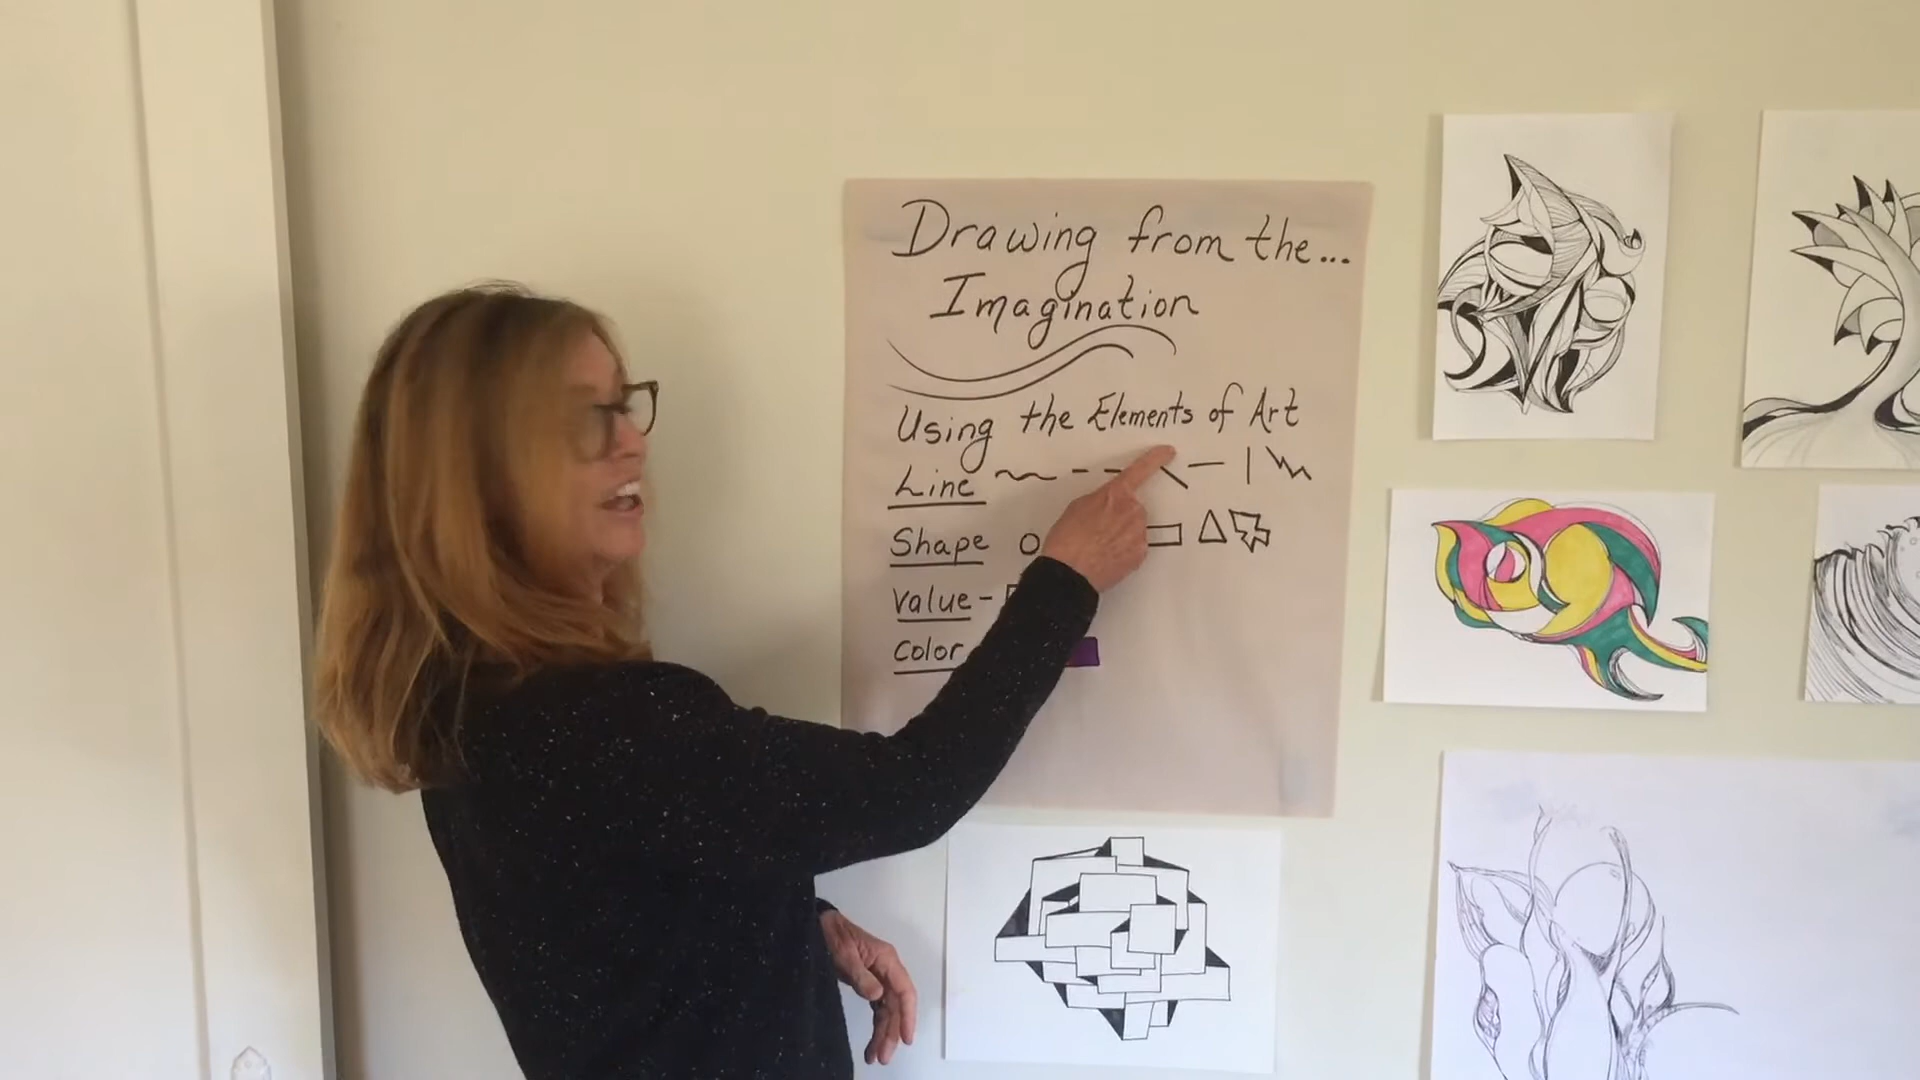 Drawing from the...
Imagination
Using the Elements of Art
Line
Shape
Value-
Color